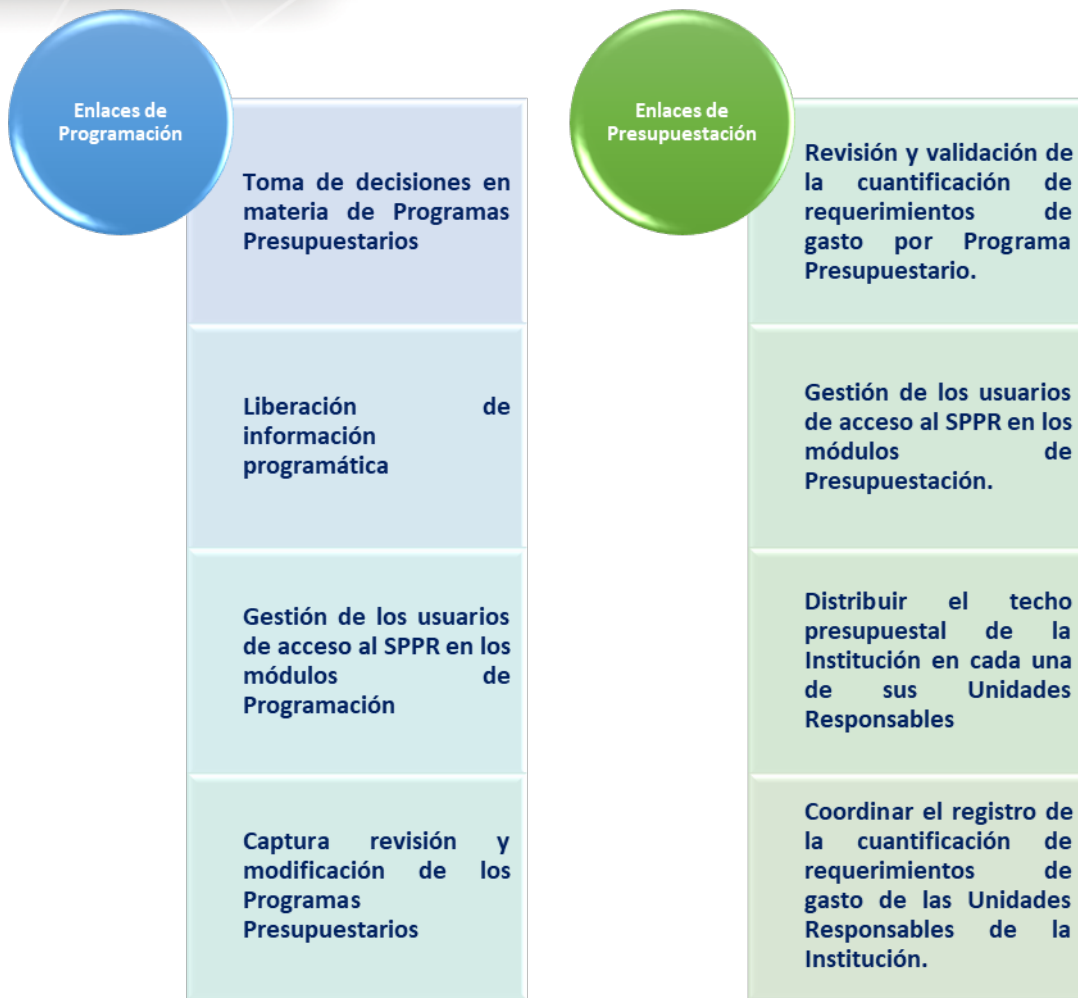 Enlaces de
Programación
Toma de decisiones en
materia de Programas
Presupuestarios
Liberación de
información
programática
Gestión de los usuarios
de acceso al SPPR en los
módulos de
Programación
Captura revisión y
modificación de los
Programas
Presupuestarios
Enlaces de
Presupuestación
Revisión y validación de
la cuantificación de
requerimientos de
gasto por Programa
Presupuestario.
Gestión de los usuarios
de acceso al SPPR en los
módulos de
Presupuestación.
Distribuir el techo
presupuestal de la
Institución en cada una
de sus Unidades
Responsables
Coordinar el registro de
la cuantificación de
requerimientos de
gasto de las Unidades
Responsables de la
Institución.